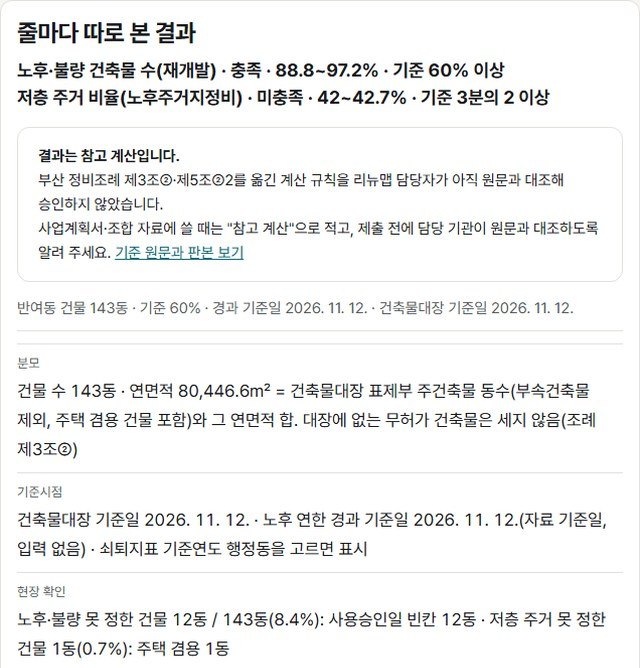 줄마다 따로 본 결과
노후·불량 건축물 수(재개발) · 충족 · 88.8~97.2% · 기준 60% 이상
저층 주거 비율(노후주거지정비) · 미충족 · 42~42.7% · 기준 3분의 2 이상
결과는 참고 계산입니다.
부산 정비조례 제3조②·제5조②2를 옮긴 계산 규칙을 리뉴맵 담당자가 아직 원문과 대조해
승인하지 않았습니다.
사업계획서·조합 자료에 쓸 때는 "참고 계산"으로 적고, 제출 전에 담당 기관이 원문과 대조하도록
알려 주세요. 기준 원문과 판본 보기
반여동 건물 143동 · 기준 60% · 경과 기준일 2026. 11. 12. · 건축물대장 기준일 2026. 11. 12.
분모
건물 수 143동 · 연면적 80,446.6m² = 건축물대장 표제부 주건축물 동수(부속건축물
제외, 주택 겸용 건물 포함)와 그 연면적 합. 대장에 없는 무허가 건축물은 세지 않음(조례
제3조②)
기준시점
건축물대장 기준일 2026. 11. 12. · 노후 연한 경과 기준일 2026. 11. 12.(자료 기준일,
입력 없음) · 쇠퇴지표 기준연도 행정동을 고르면 표시
현장 확인
노후·불량 못 정한 건물 12동 / 143동(8.4%): 사용승인일 빈칸 12동 · 저층 주거 못 정한
건물 1동(0.7%): 주택 겸용 1동